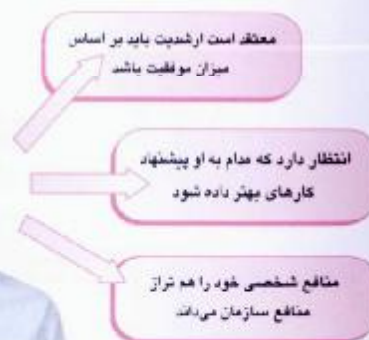 معتقد است ارشدیت باید بر اساس
میزان موفقیت باشد
انتظار دارد که مدام به او پیشنهاد
کارهای بهتر داده شود
منافع شخصی خود را هم تراز
منافع سازمان می‌داند